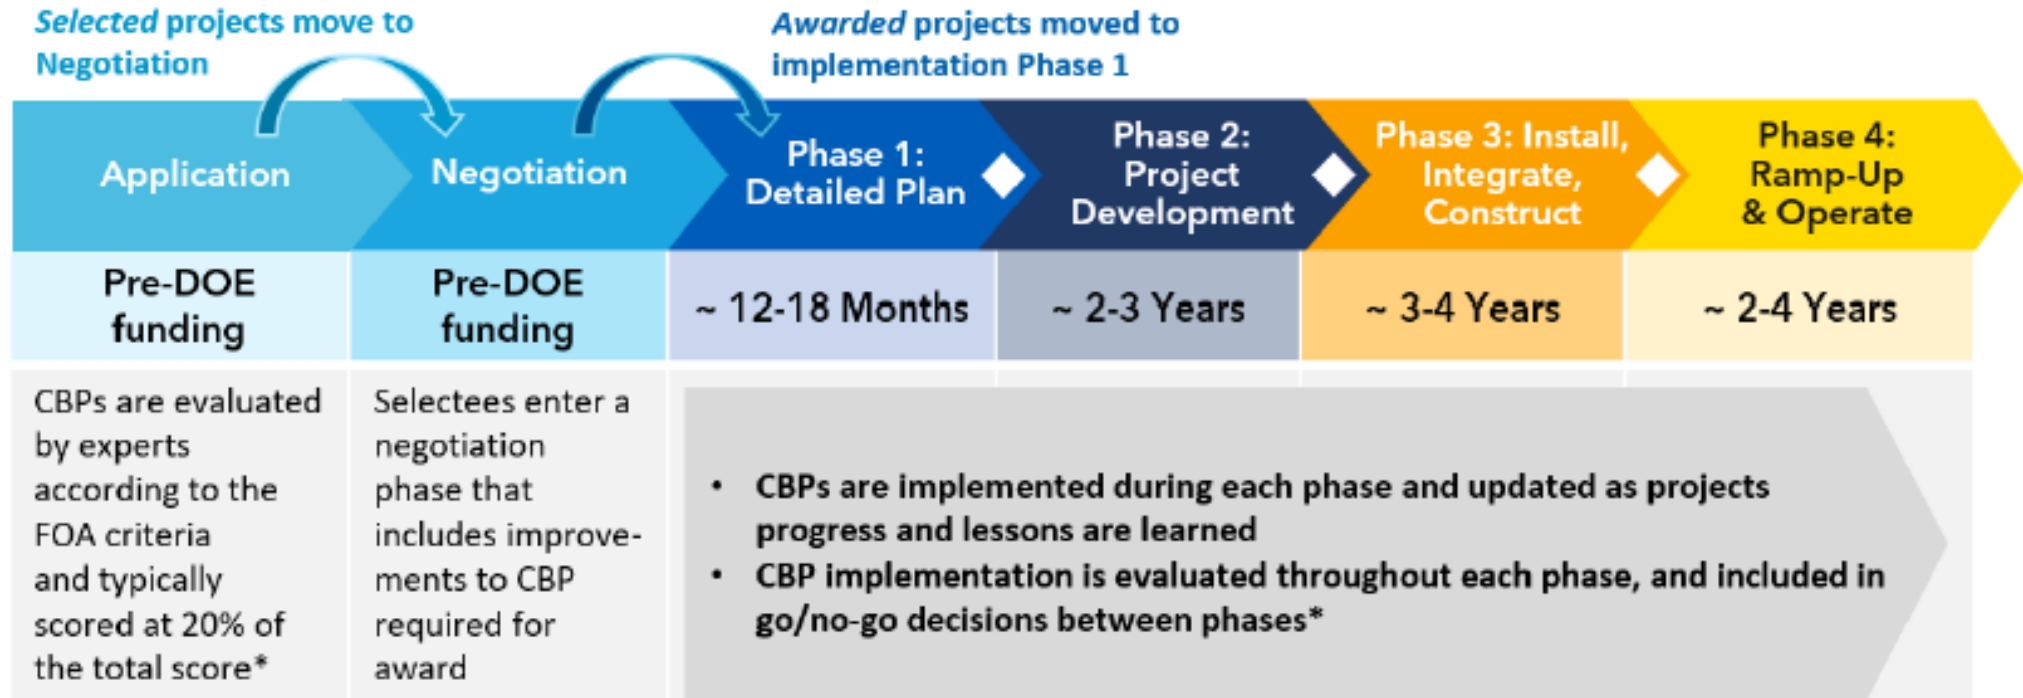 Selected projects move to
Negotiation
Awarded projects moved to
implementation Phase 1
Application
Negotiation
Phase 1:
Detailed Plan
Phase 2:
Project
Development
Phase 3: Install,
Integrate,
Construct
Phase 4:
Ramp-Up
& Operate
Pre-DOE
funding
Pre-DOE
funding
~ 12-18 Months
~ 2-3 Years
~ 3-4 Years
~ 2-4 Years
CBPs are evaluated
by experts
according to the
FOA criteria
and typically
scored at 20% of
the total score*
Selectees enter a
negotiation
phase that
includes improve-
ments to CBP
required for
award
• CBPs are implemented during each phase and updated as projects
progress and lessons are learned
• CBP implementation is evaluated throughout each phase, and included in
go/no-go decisions between phases*